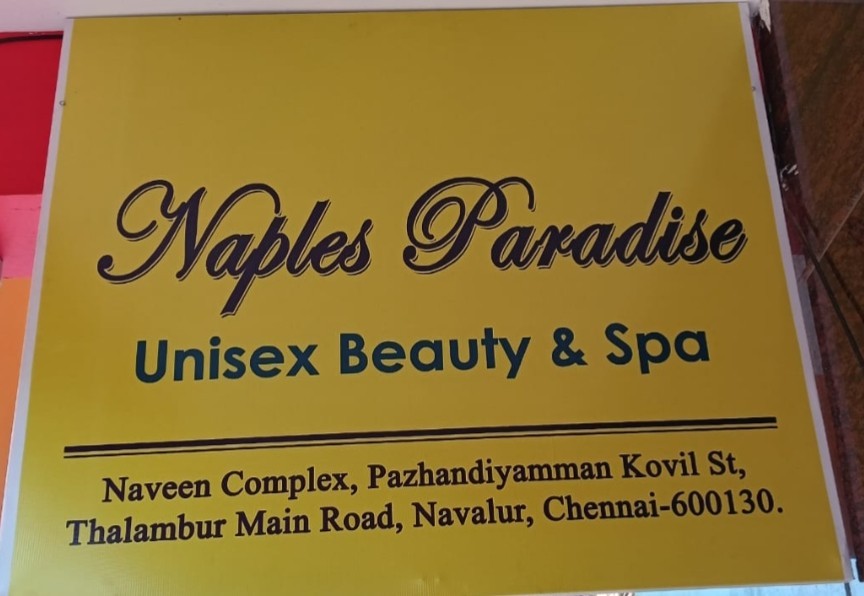 Naples Paradise
Unisex Beauty & Spa
Naveen Complex, Pazhandiyamman Kovil St,
Thalambur Main Road, Navalur, Chennai-600130.